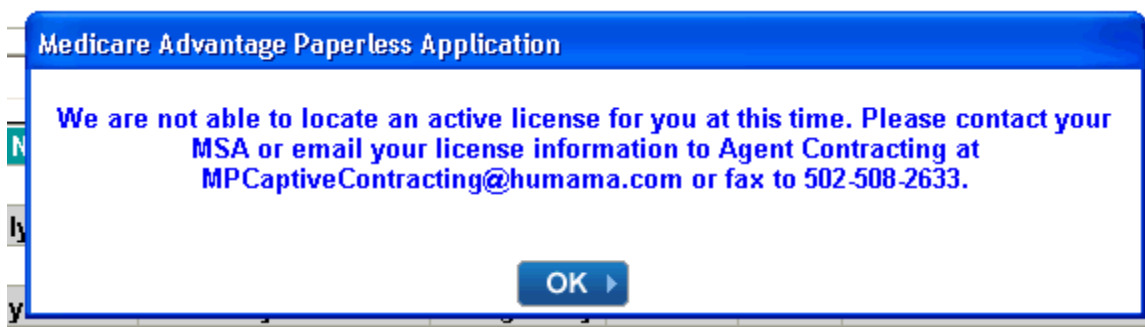 Medicare Advantage Paperless Application
We are not able to locate an active license for you at this time. Please contact your
MSA or email your license information to Agent Contracting at
MPCaptiveContracting@humama.com or fax to 502-508-2633.
N
ly
OK
y